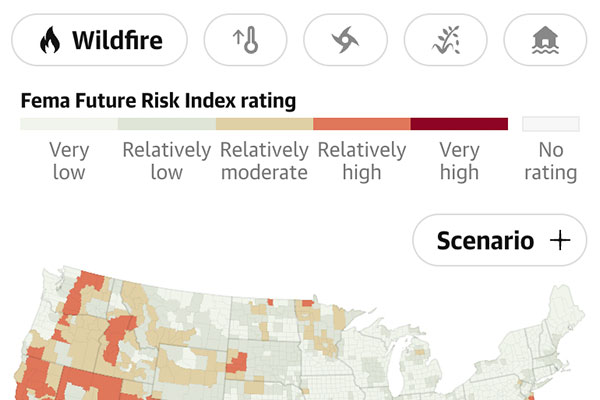 Wildfire
Fema Future Risk Index rating
Very low
Relatively low
Relatively moderate
Relatively high
Very high
No rating
Scenario +